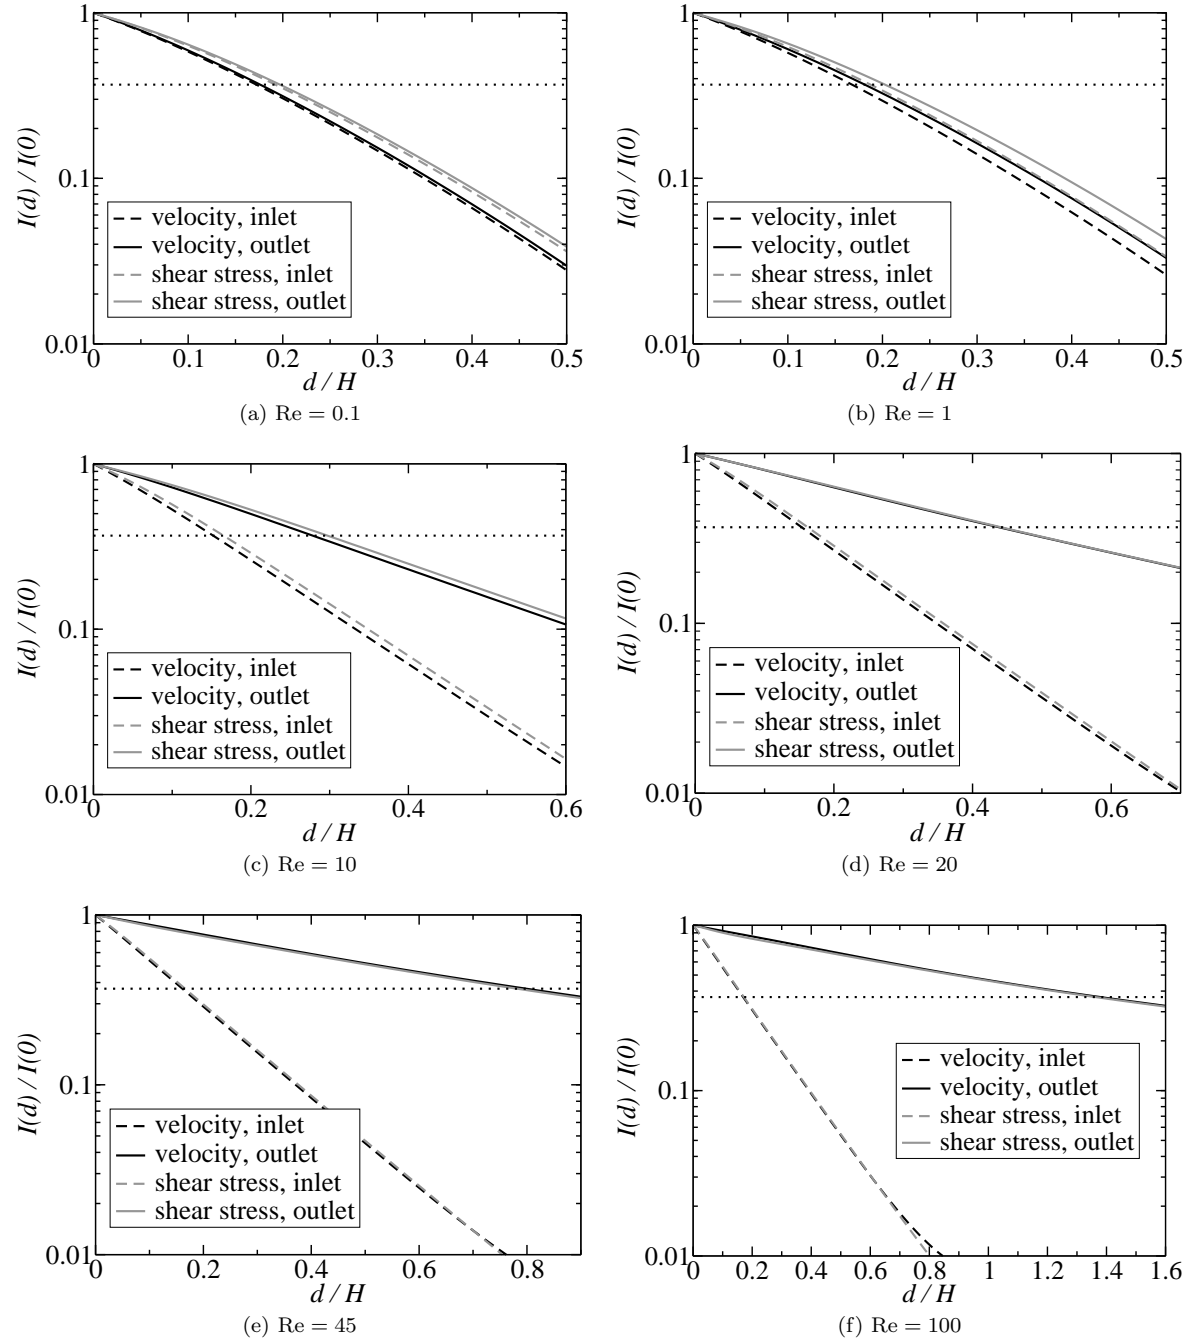 1
0.1
0.01
I(d) / I(0)
velocity, inlet
velocity, outlet
shear stress, inlet
shear stress, outlet
0 0.1 0.2 0.3 0.4 0.5
d / H
(a) Re = 0.1
1
0.1
0.01
I(d) / I(0)
velocity, inlet
velocity, outlet
shear stress, inlet
shear stress, outlet
0 0.1 0.2 0.3 0.4 0.5
d / H
(b) Re = 1
1
0.1
0.01
I(d) / I(0)
velocity, inlet
velocity, outlet
shear stress, inlet
shear stress, outlet
0 0.2 0.4 0.6
d / H
(c) Re = 10
1
0.1
0.01
I(d) / I(0)
velocity, inlet
velocity, outlet
shear stress, inlet
shear stress, outlet
0 0.2 0.4 0.6
d / H
(d) Re = 20
1
0.1
0.01
I(d) / I(0)
velocity, inlet
velocity, outlet
shear stress, inlet
shear stress, outlet
0 0.2 0.4 0.6 0.8
d / H
(e) Re = 45
1
0.1
0.01
I(d) / I(0)
velocity, inlet
velocity, outlet
shear stress, inlet
shear stress, outlet
0 0.2 0.4 0.6 0.8 1 1.2 1.4 1.6
d / H
(f) Re = 100